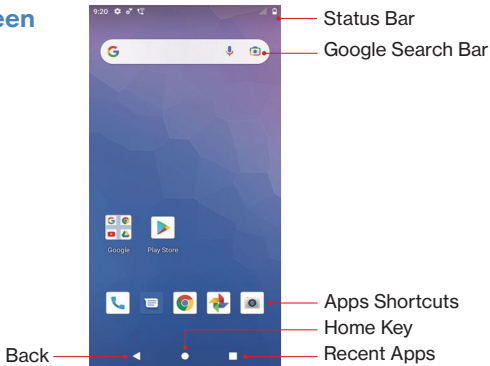 een
9:20
Status Bar
Google Search Bar
Google
Play Store
Apps Shortcuts
Home Key
Back
Recent Apps